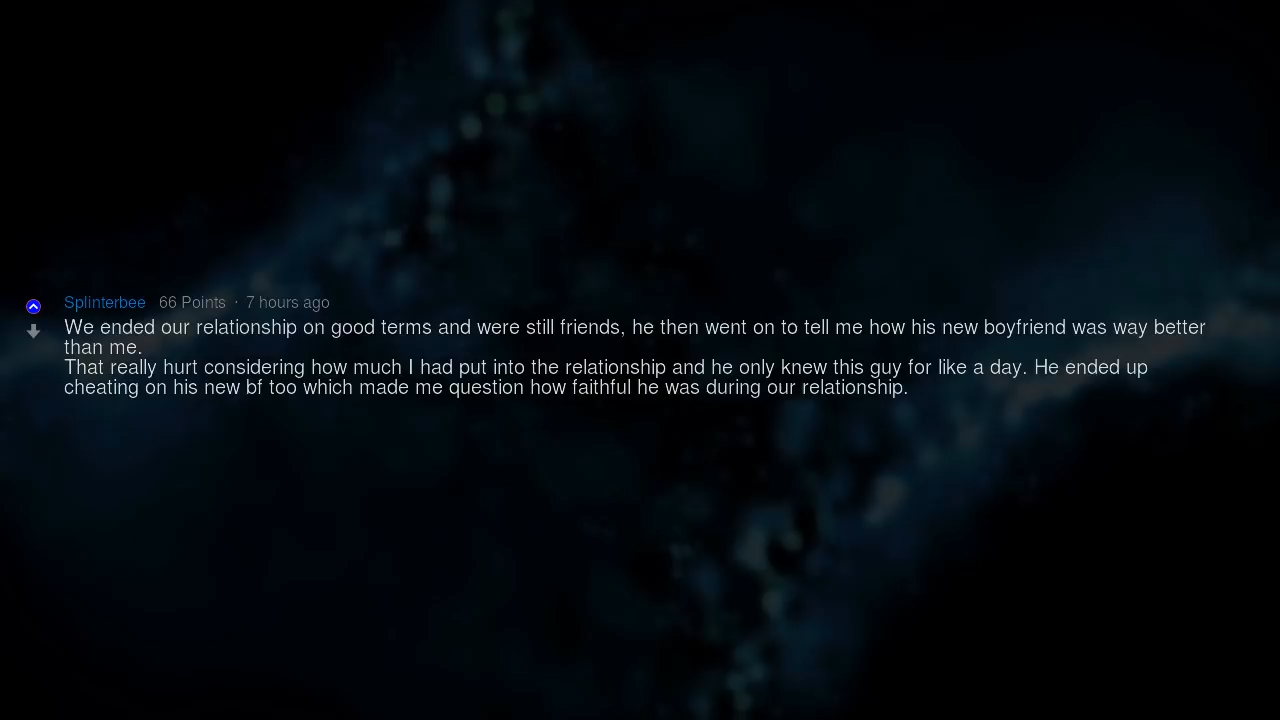 Splinterbee 66 Points · 7 hours ago
We ended our relationship on good terms and were still friends, he then went on to tell me how his new boyfriend was way better
than me.
That really hurt considering how much I had put into the relationship and he only knew this guy for like a day. He ended up
cheating on his new bf too which made me question how faithful he was during our relationship.